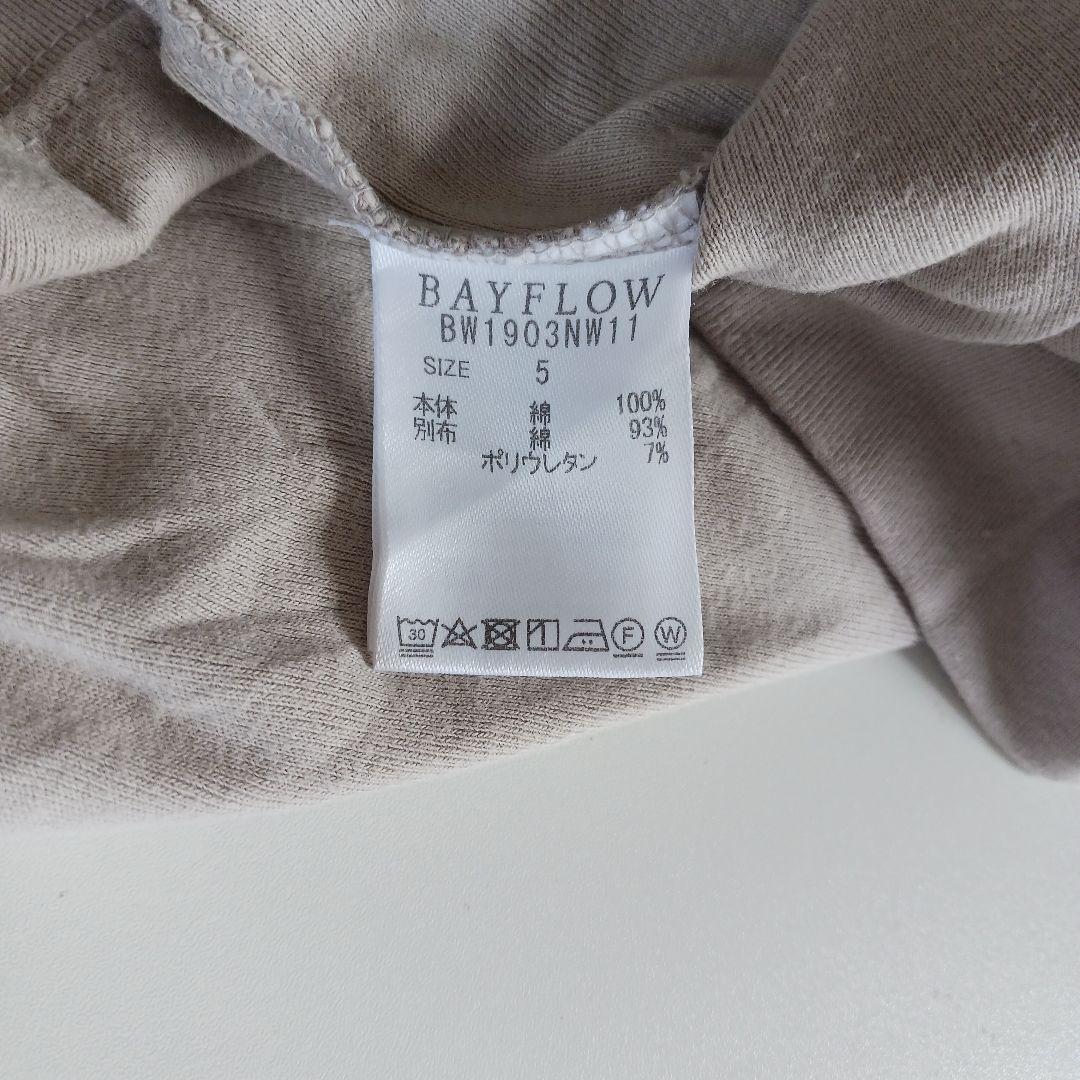 BAYFLOW
BW1903NW11
SIZE 5
本体 綿 100%
別布 綿 93%
ポリウレタン 7%
30 F W